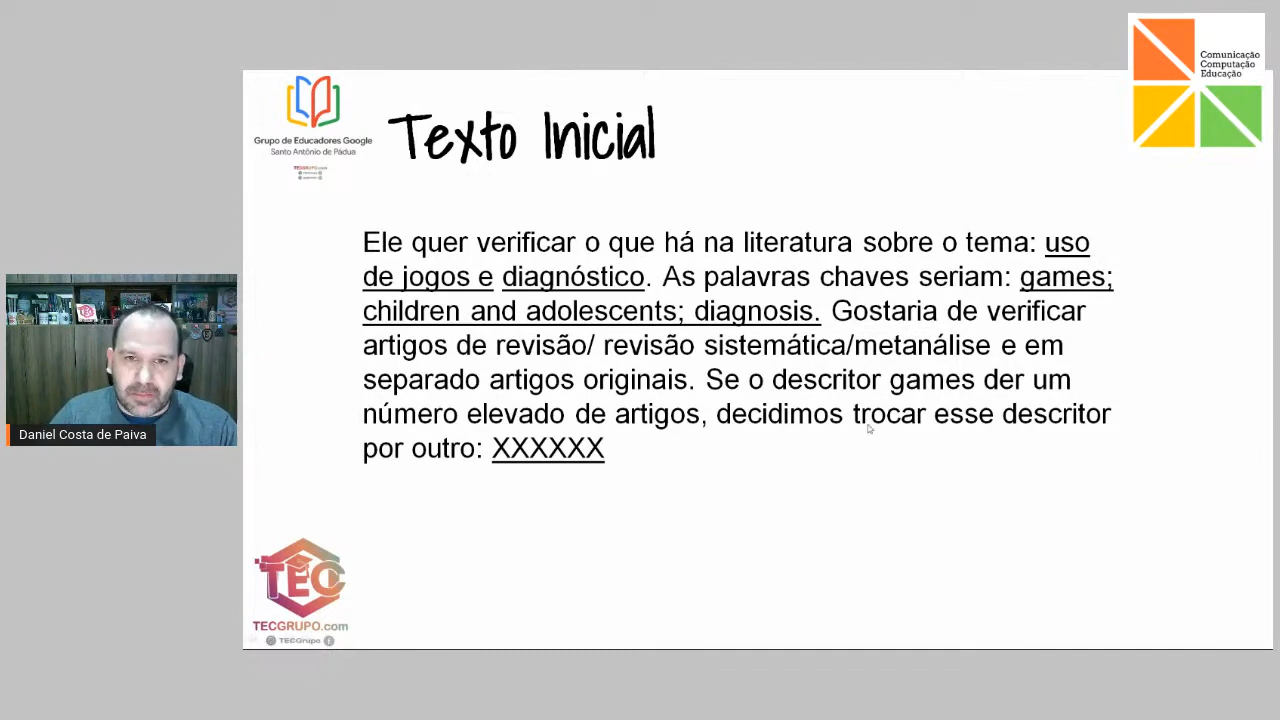 Comunicação
Computação
Educação
Grupo de Educadores Google
Santo Antônio de Pádua
TECGRUPO.com
Texto Inicial
Ele quer verificar o que há na literatura sobre o tema: uso
de jogos e diagnóstico. As palavras chaves seriam: games;
children and adolescents; diagnosis. Gostaria de verificar
artigos de revisão/ revisão sistemática/metanálise e em
separado artigos originais. Se o descritor games der um
número elevado de artigos, decidimos trocar esse descritor
por outro: XXXXXX
Daniel Costa de Paiva
TEC
TECGRUPO.com
TECGrupo